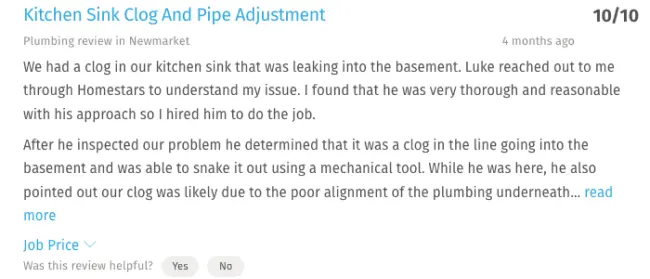 Kitchen Sink Clog And Pipe Adjustment 10/10
Plumbing review in Newmarket 4 months ago
We had a clog in our kitchen sink that was leaking into the basement. Luke reached out to me
through Homestars to understand my issue. I found that he was very thorough and reasonable
with his approach so I hired him to do the job.
After he inspected our problem he determined that it was a clog in the line going into the
basement and was able to snake it out using a mechanical tool. While he was here, he also
pointed out our clog was likely due to the poor alignment of the plumbing underneath... read
more
Job Price
Was this review helpful? Yes No